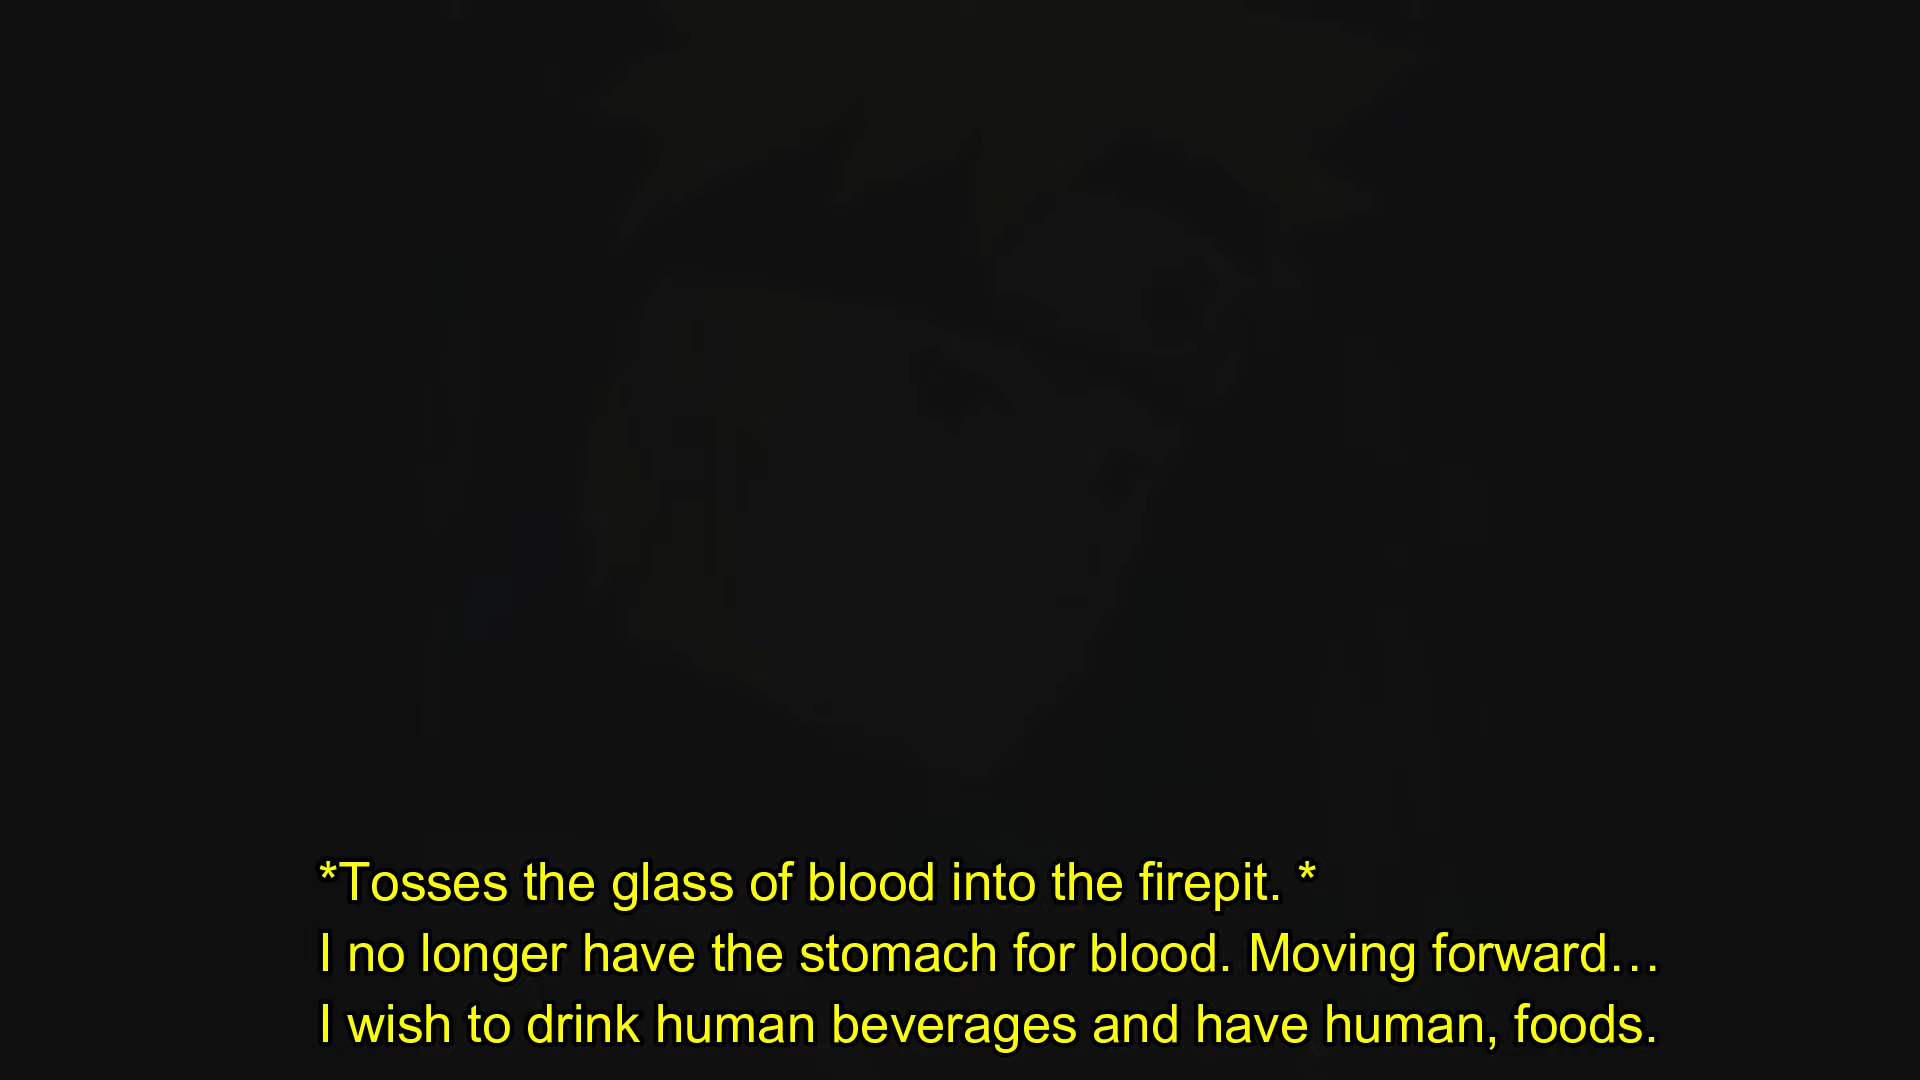 *Tosses the glass of blood into the firepit. *
I no longer have the stomach for blood. Moving forward…
I wish to drink human beverages and have human, foods.